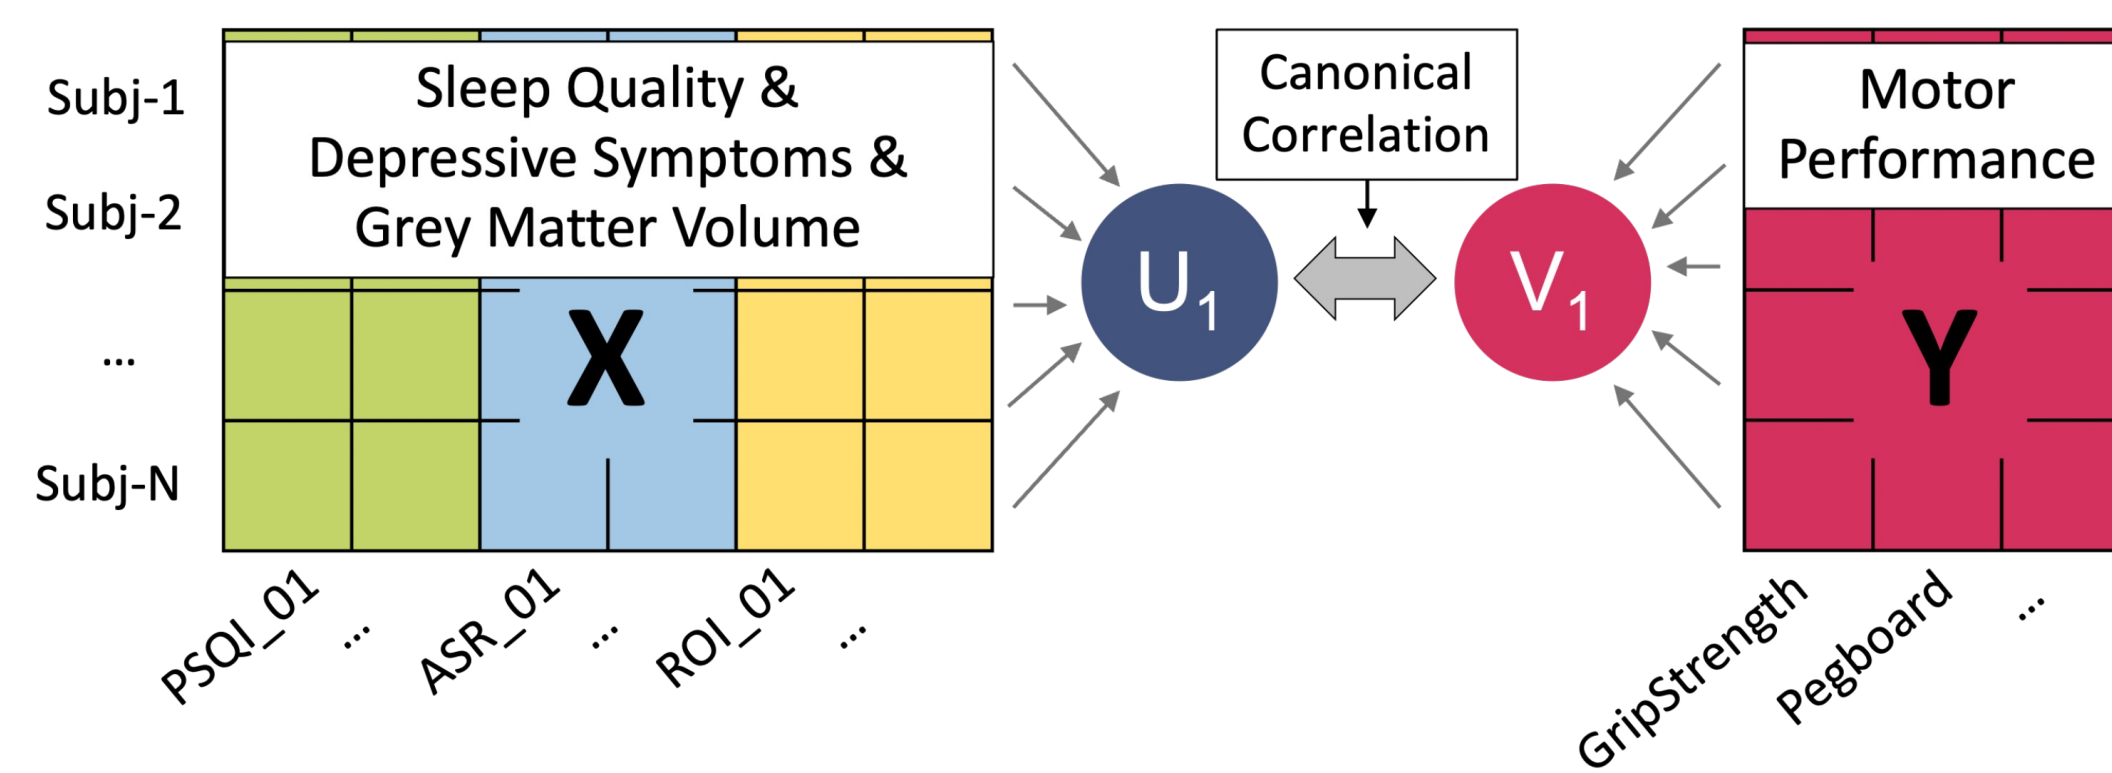 Subj-1
Subj-2
...
Subj-N
Sleep Quality &
Depressive Symptoms &
Grey Matter Volume
X
PSQI_01
...
ASR_01
...
ROI_01
...
U1
Canonical
Correlation
V1
Motor
Performance
Y
GripStrength
Pegboard
...